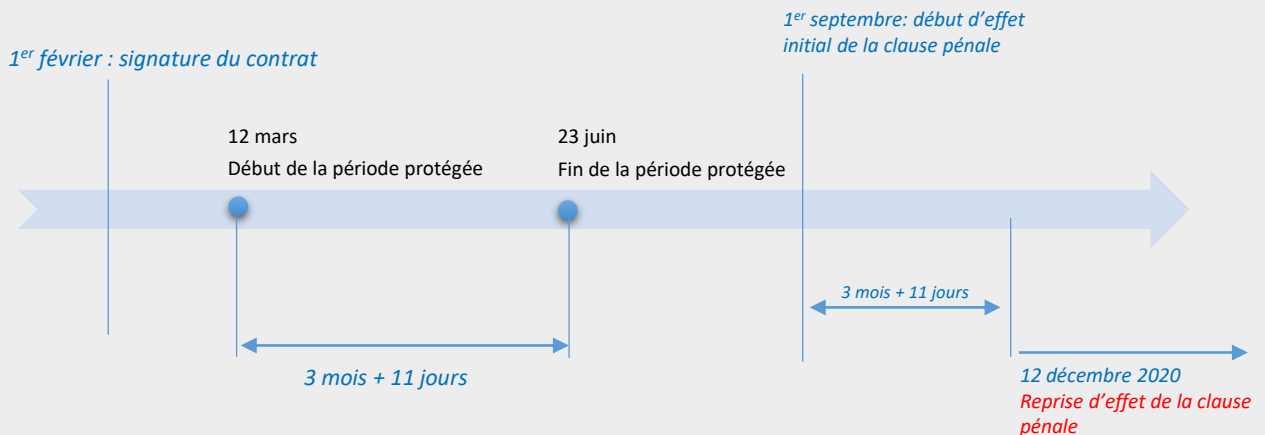 1er février : signature du contrat
1er septembre: début d’effet
initial de la clause pénale
12 mars
Début de la période protégée
23 juin
Fin de la période protégée
3 mois + 11 jours
3 mois + 11 jours
12 décembre 2020
Reprise d’effet de la clause
pénale